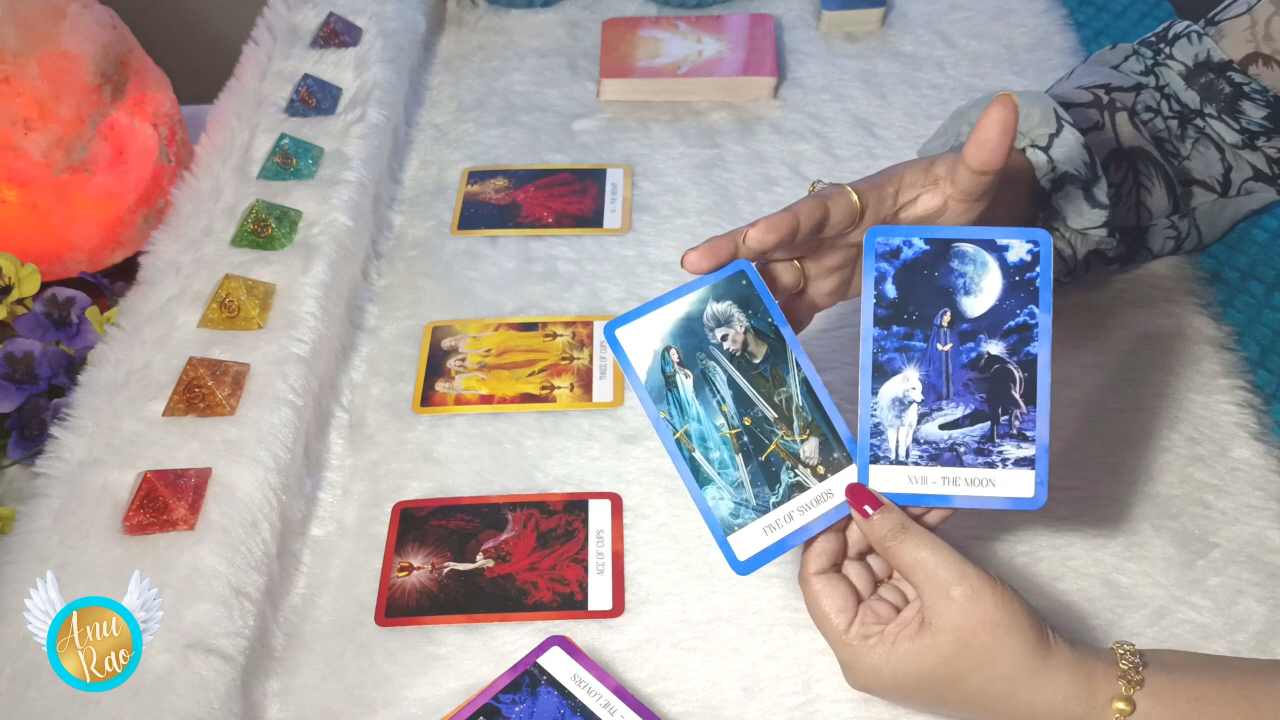 THREE OF CUPS
FIVE OF SWORDS
XVIII - THE MOON
ACE OF CUPS
- THE LOVERS
Anu
Rao